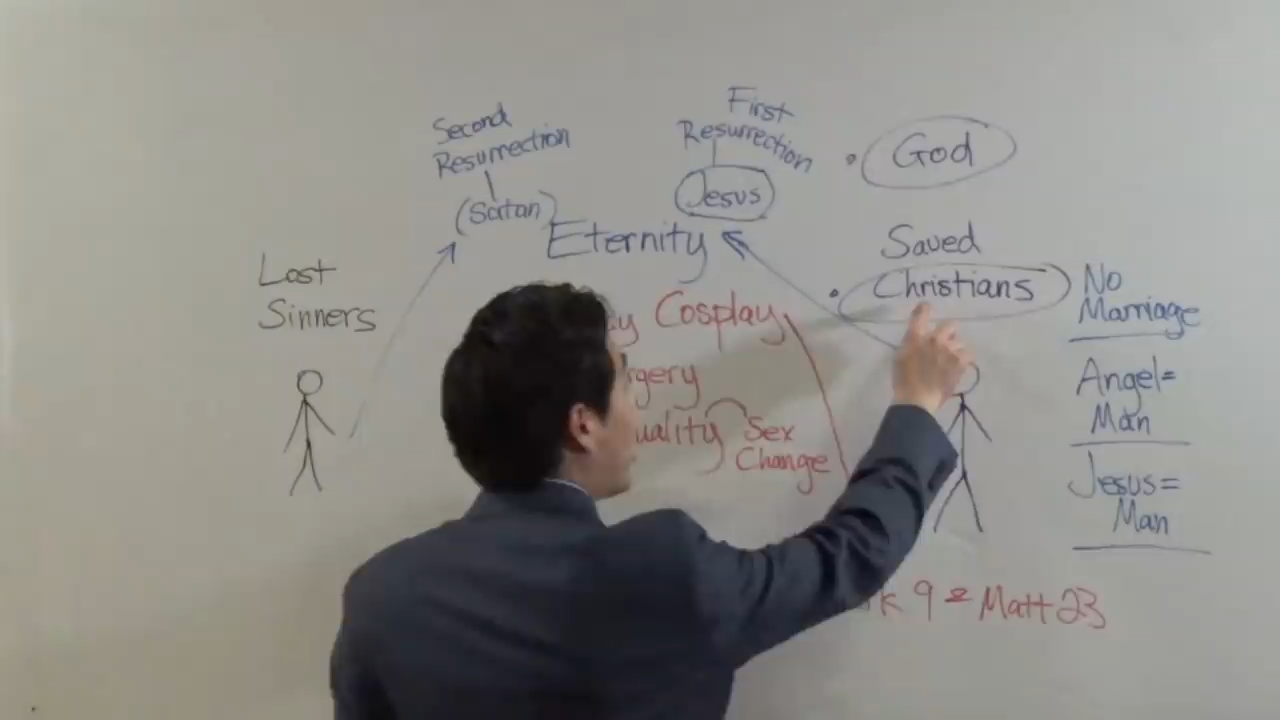 Second
Resurrection
(Satan)
First
Resurrection
Jesus
Eternity
God
Saved
Christians
No
Marriage
Angel=
Man
Jesus=
Man
Lost
Sinners
Cosplay
Sex
Change
9 & Matt 23